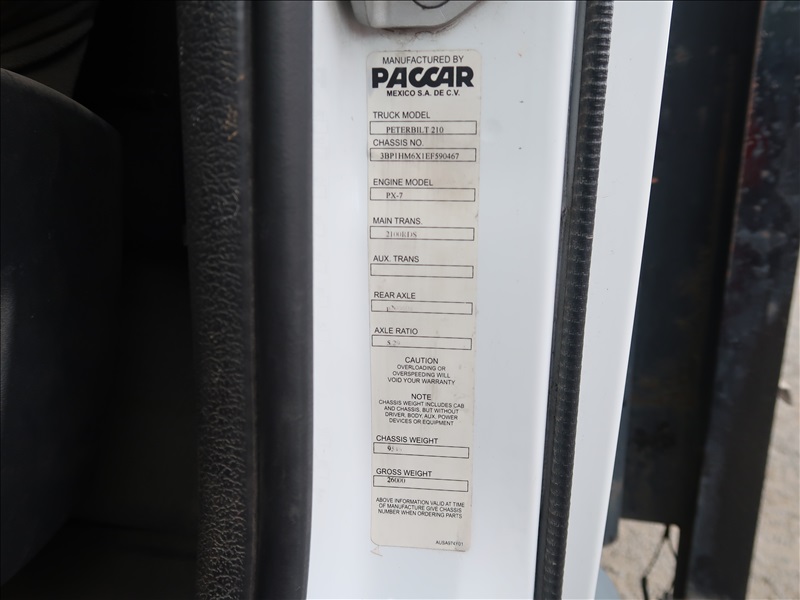 MANUFACTURED BY
PACCAR
MEXICO S.A. DE C.V.
TRUCK MODEL
PETERBILT 210
CHASSIS NO.
3BP1HM6X1EF590467
ENGINE MODEL
PX-7
MAIN TRANS.
2100RDS
AUX. TRANS
REAR AXLE
AXLE RATIO
CAUTION
OVERLOADING OR
OVERSPEEDING WILL
VOID YOUR WARRANTY
NOTE
CHASSIS WEIGHT INCLUDES CAB
AND CHASSIS, BUT WITHOUT
DRIVER, BODY, AUX. POWER
DEVICES OR EQUIPMENT
CHASSIS WEIGHT
GROSS WEIGHT
26000
ABOVE INFORMATION VALID AT TIME
OF MANUFACTURE GIVE CHASSIS
NUMBER WHEN ORDERING PARTS